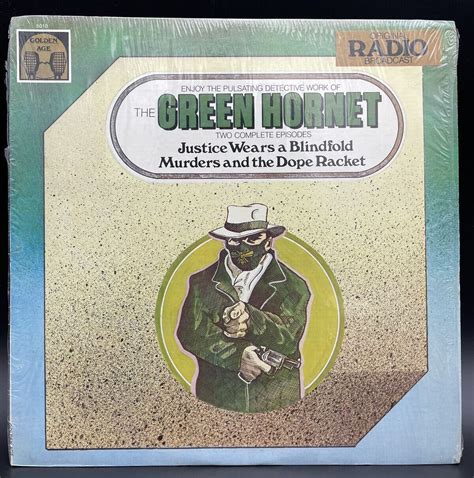 5010
GOLDEN
AGE
ORIGINAL
RADIO
BROADCAST
ENJOY THE PULSATING DETECTIVE WORK OF
THE GREEN HORNET
TWO COMPLETE EPISODES
Justice Wears a Blindfold
Murders and the Dope Racket